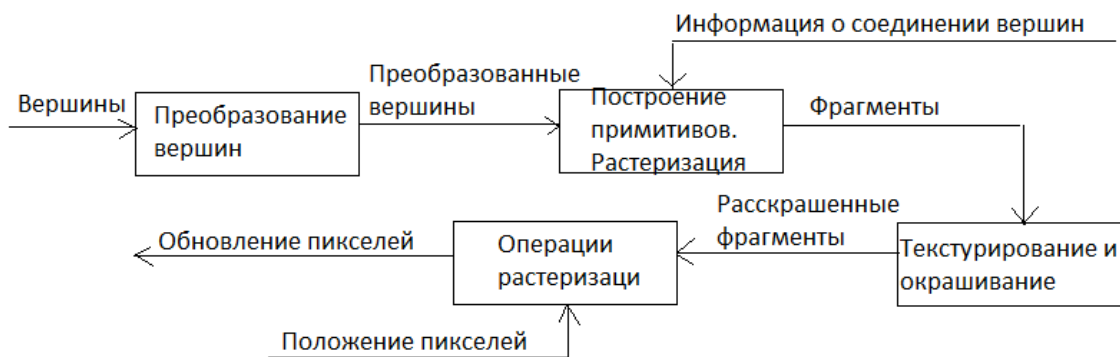 Информация о соединении вершин
Вершины
Преобразование
вершин
Преобразованные
вершины
Построение
примитивов.
Растеризация
Фрагменты
Текстурирование и
окрашивание
Расскрашенные
фрагменты
Операции
растеризаци
Обновление пикселей
Положение пикселей